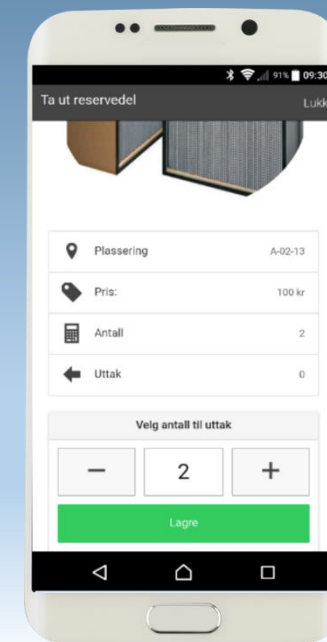 91% 09:30
Ta ut reservedel Lukk
Plassering A-02-13
Pris: 100 kr
Antall 2
Uttak 0
Velg antall til uttak
− 2 +
Lagre